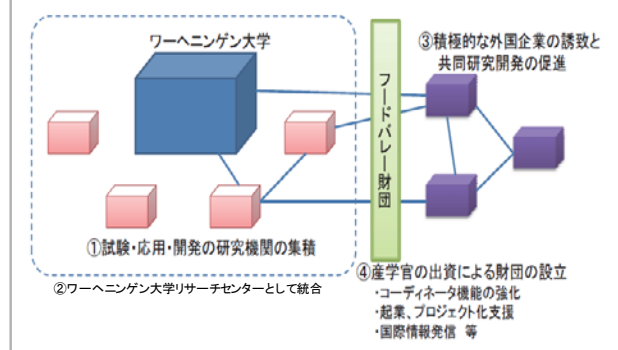 ワーヘニンゲン大学
③積極的な外国企業の誘致と
共同研究開発の促進
フードバレー財団
①試験・応用・開発の研究機関の集積
②ワーヘニンゲン大学リサーチセンターとして統合
④産学官の出資による財団の設立
・コーディネータ機能の強化
・起業、プロジェクト化支援
・国際情報発信 等